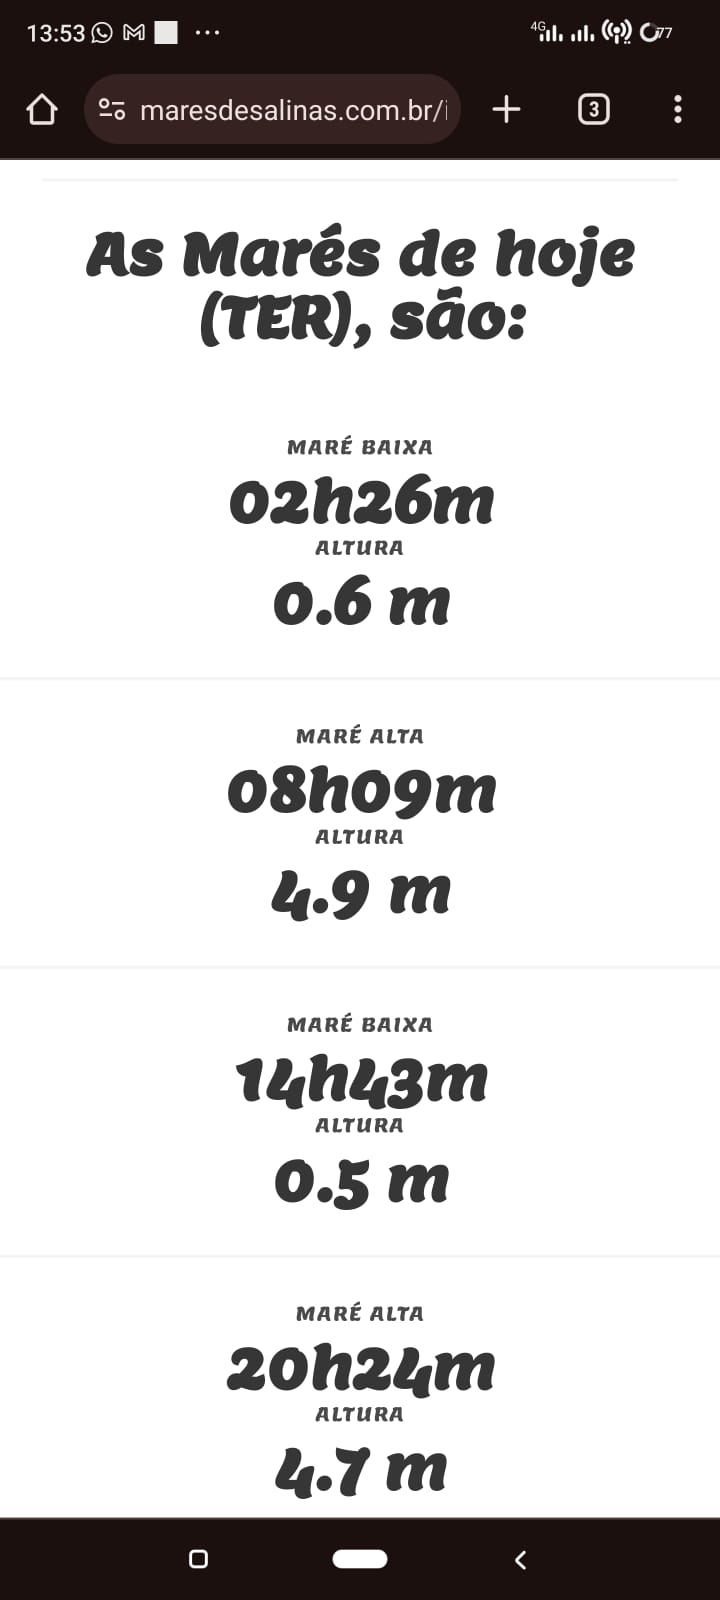 13:53
4G 77
maresdesalinas.com.br/i
3
As Marés de hoje
(TER), são:
MARÉ BAIXA
02h26m
ALTURA
0.6 m
MARÉ ALTA
08h09m
ALTURA
4.9 m
MARÉ BAIXA
14h43m
ALTURA
0.5 m
MARÉ ALTA
20h24m
ALTURA
4.7 m